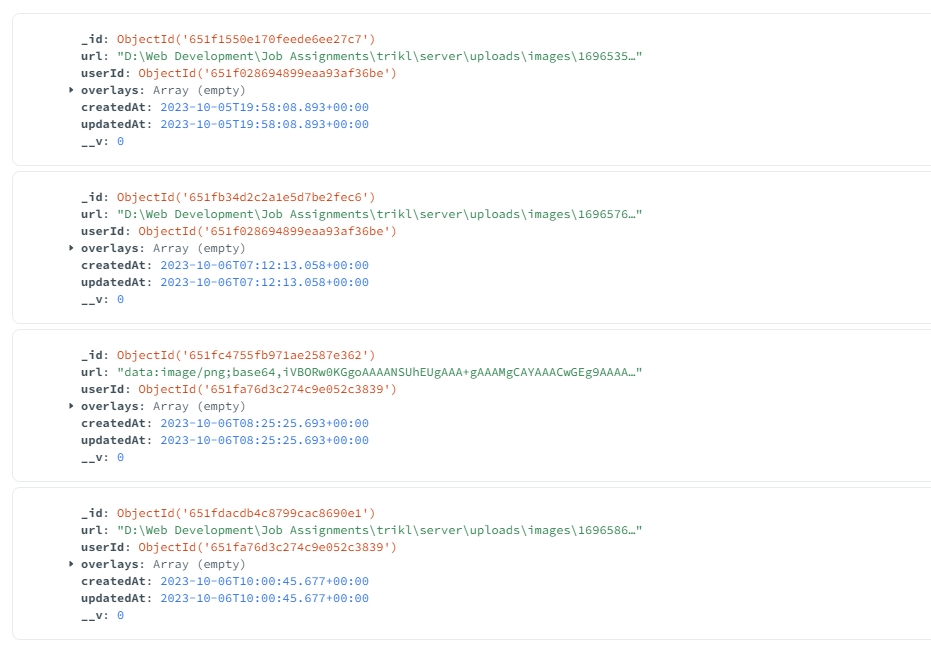 _id: ObjectId('651f1550e170feede6ee27c7')
url: "D:\Web Development\Job Assignments\trikl\server\uploads\images\1696535…"
userId: ObjectId('651f028694899eaa93af36be')
overlays: Array (empty)
createdAt: 2023-10-05T19:58:08.893+00:00
updatedAt: 2023-10-05T19:58:08.893+00:00
__v: 0
_id: ObjectId('651fb34d2c2a1e5d7be2fec6')
url: "D:\Web Development\Job Assignments\trikl\server\uploads\images\1696576…"
userId: ObjectId('651f028694899eaa93af36be')
overlays: Array (empty)
createdAt: 2023-10-06T07:12:13.058+00:00
updatedAt: 2023-10-06T07:12:13.058+00:00
__v: 0
_id: ObjectId('651fc4755fb971ae2587e362')
url: "data:image/png;base64,iVBORw0KGgoAAAANSUhEUgAAA+gAAAMgCAYAAACwGEg9AAAA…"
userId: ObjectId('651fa76d3c274c9e052c3839')
overlays: Array (empty)
createdAt: 2023-10-06T08:25:25.693+00:00
updatedAt: 2023-10-06T08:25:25.693+00:00
__v: 0
_id: ObjectId('651fdacdb4c8799cac8690e1')
url: "D:\Web Development\Job Assignments\trikl\server\uploads\images\1696586…"
userId: ObjectId('651fa76d3c274c9e052c3839')
overlays: Array (empty)
createdAt: 2023-10-06T10:00:45.677+00:00
updatedAt: 2023-10-06T10:00:45.677+00:00
__v: 0